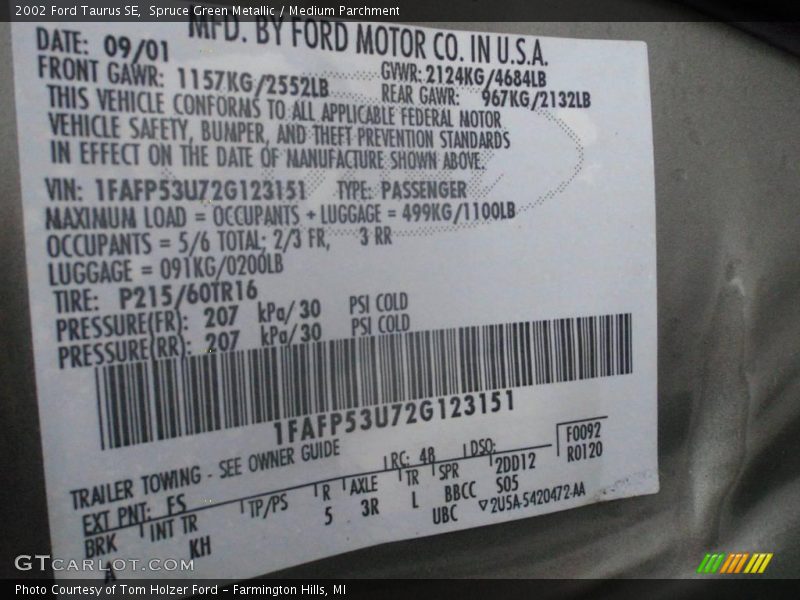 2002 Ford Taurus SE, Spruce Green Metallic / Medium Parchment
MFD. BY FORD MOTOR CO. IN U.S.A.
DATE: 09/01
GVWR: 2124KG/4684LB
FRONT GAWR: 1157KG/2552LB
REAR GAWR: 967KG/2132LB
THIS VEHICLE CONFORMS TO ALL APPLICABLE FEDERAL MOTOR
VEHICLE SAFETY, BUMPER, AND THEFT PREVENTION STANDARDS
IN EFFECT ON THE DATE OF MANUFACTURE SHOWN ABOVE.
VIN: 1FAFP53U72G123151 TYPE: PASSENGER
MAXIMUM LOAD = OCCUPANTS + LUGGAGE = 499KG/1100LB
OCCUPANTS = 5/6 TOTAL; 2/3 FR, 3 RR
LUGGAGE = 091KG/0200LB
TIRE: P215/60TR16
PRESSURE(FR): 207 kPa/ 30 PSI COLD
PRESSURE(RR): 207 kPa/ 30 PSI COLD
1FAFP53U72G123151
TRAILER TOWING - SEE OWNER GUIDE
EXT PNT: FS RC: 48 DSO: F0092
R0120
BRK INT TR TP/PS R AXLE TR SPR 2DD12
A KH 5 3R L BBCC S05
UBC ▽2U5A-5420472-AA
GTCARLOT.COM
Photo Courtesy of Tom Holzer Ford - Farmington Hills, MI